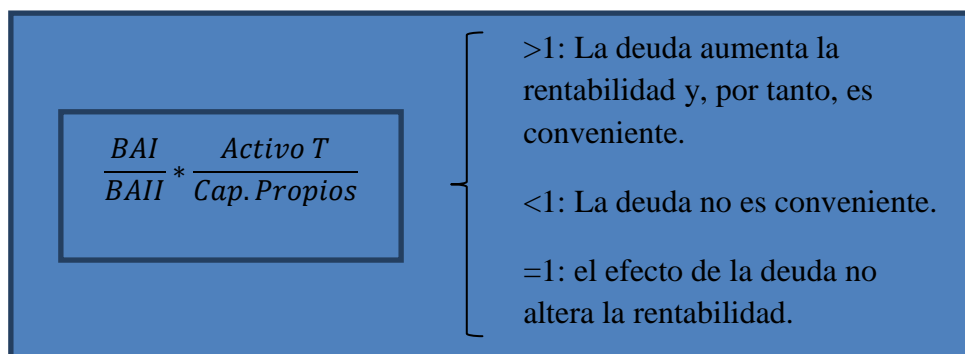 BAI / BAII * Activo T / Cap. Propios
>1: La deuda aumenta la
rentabilidad y, por tanto, es
conveniente.
<1: La deuda no es conveniente.
=1: el efecto de la deuda no
altera la rentabilidad.